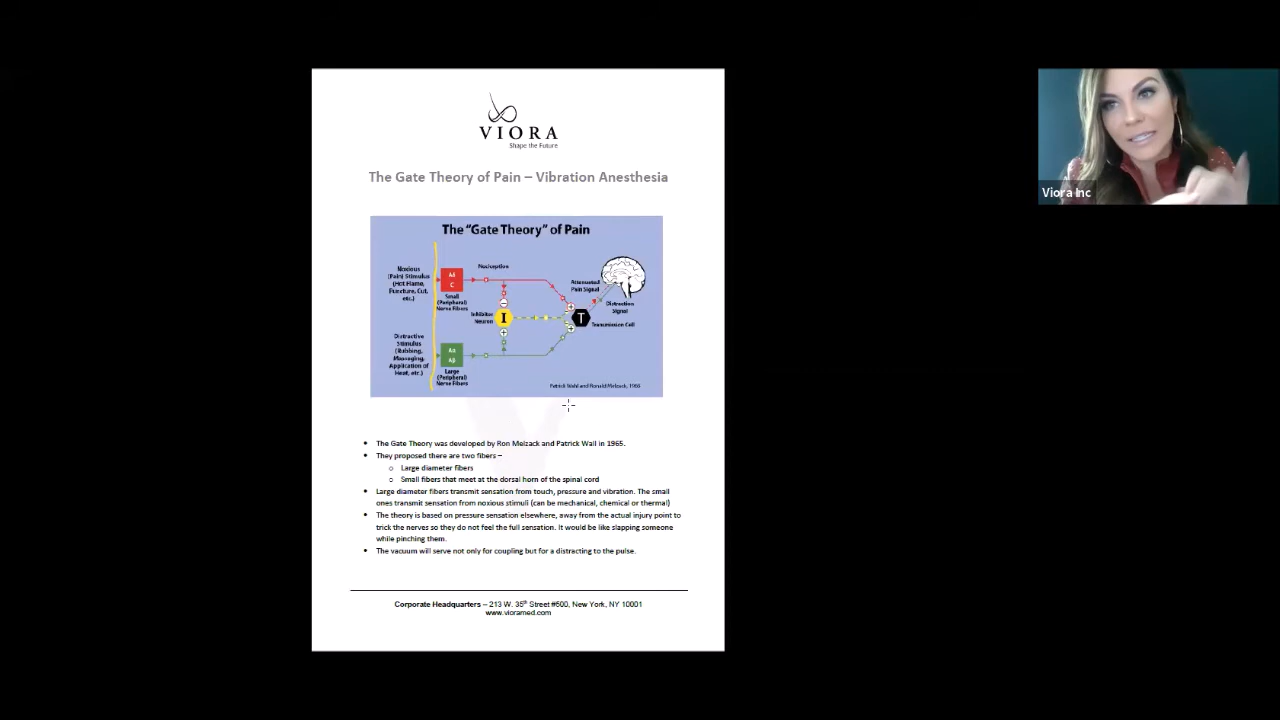 VIORA
Shape the Future
The Gate Theory of Pain – Vibration Anesthesia
The "Gate Theory" of Pain
Noxious
(Pain) Stimulus
(Hot Flame,
Puncture, Cut,
etc.)
Aδ
C
Small
(Peripheral)
Nerve Fibers
Nociception
Inhibitor
Neuron
I
Attenuated
Pain Signal
Distraction
Signal
T
Transmission Cell
Distractive
Stimulus
(Rubbing,
Massaging,
Application of
Heat, etc.)
Aα
Aβ
Large
(Peripheral)
Nerve Fibers
Patrick Wahl and Ronald Melzack, 1965
• The Gate Theory was developed by Ron Melzack and Patrick Wall in 1965.
• They proposed there are two fibers –
o Large diameter fibers
o Small fibers that meet at the dorsal horn of the spinal cord
• Large diameter fibers transmit sensation from touch, pressure and vibration. The small
ones transmit sensation from noxious stimuli (can be mechanical, chemical or thermal)
• The theory is based on pressure sensation elsewhere, away from the actual injury point to
trick the nerves so they do not feel the full sensation. It would be like slapping someone
while pinching them.
• The vacuum will serve not only for coupling but for a distracting to the pulse.
Corporate Headquarters – 213 W. 35th Street #500, New York, NY 10001
www.vioramed.com
Viora Inc